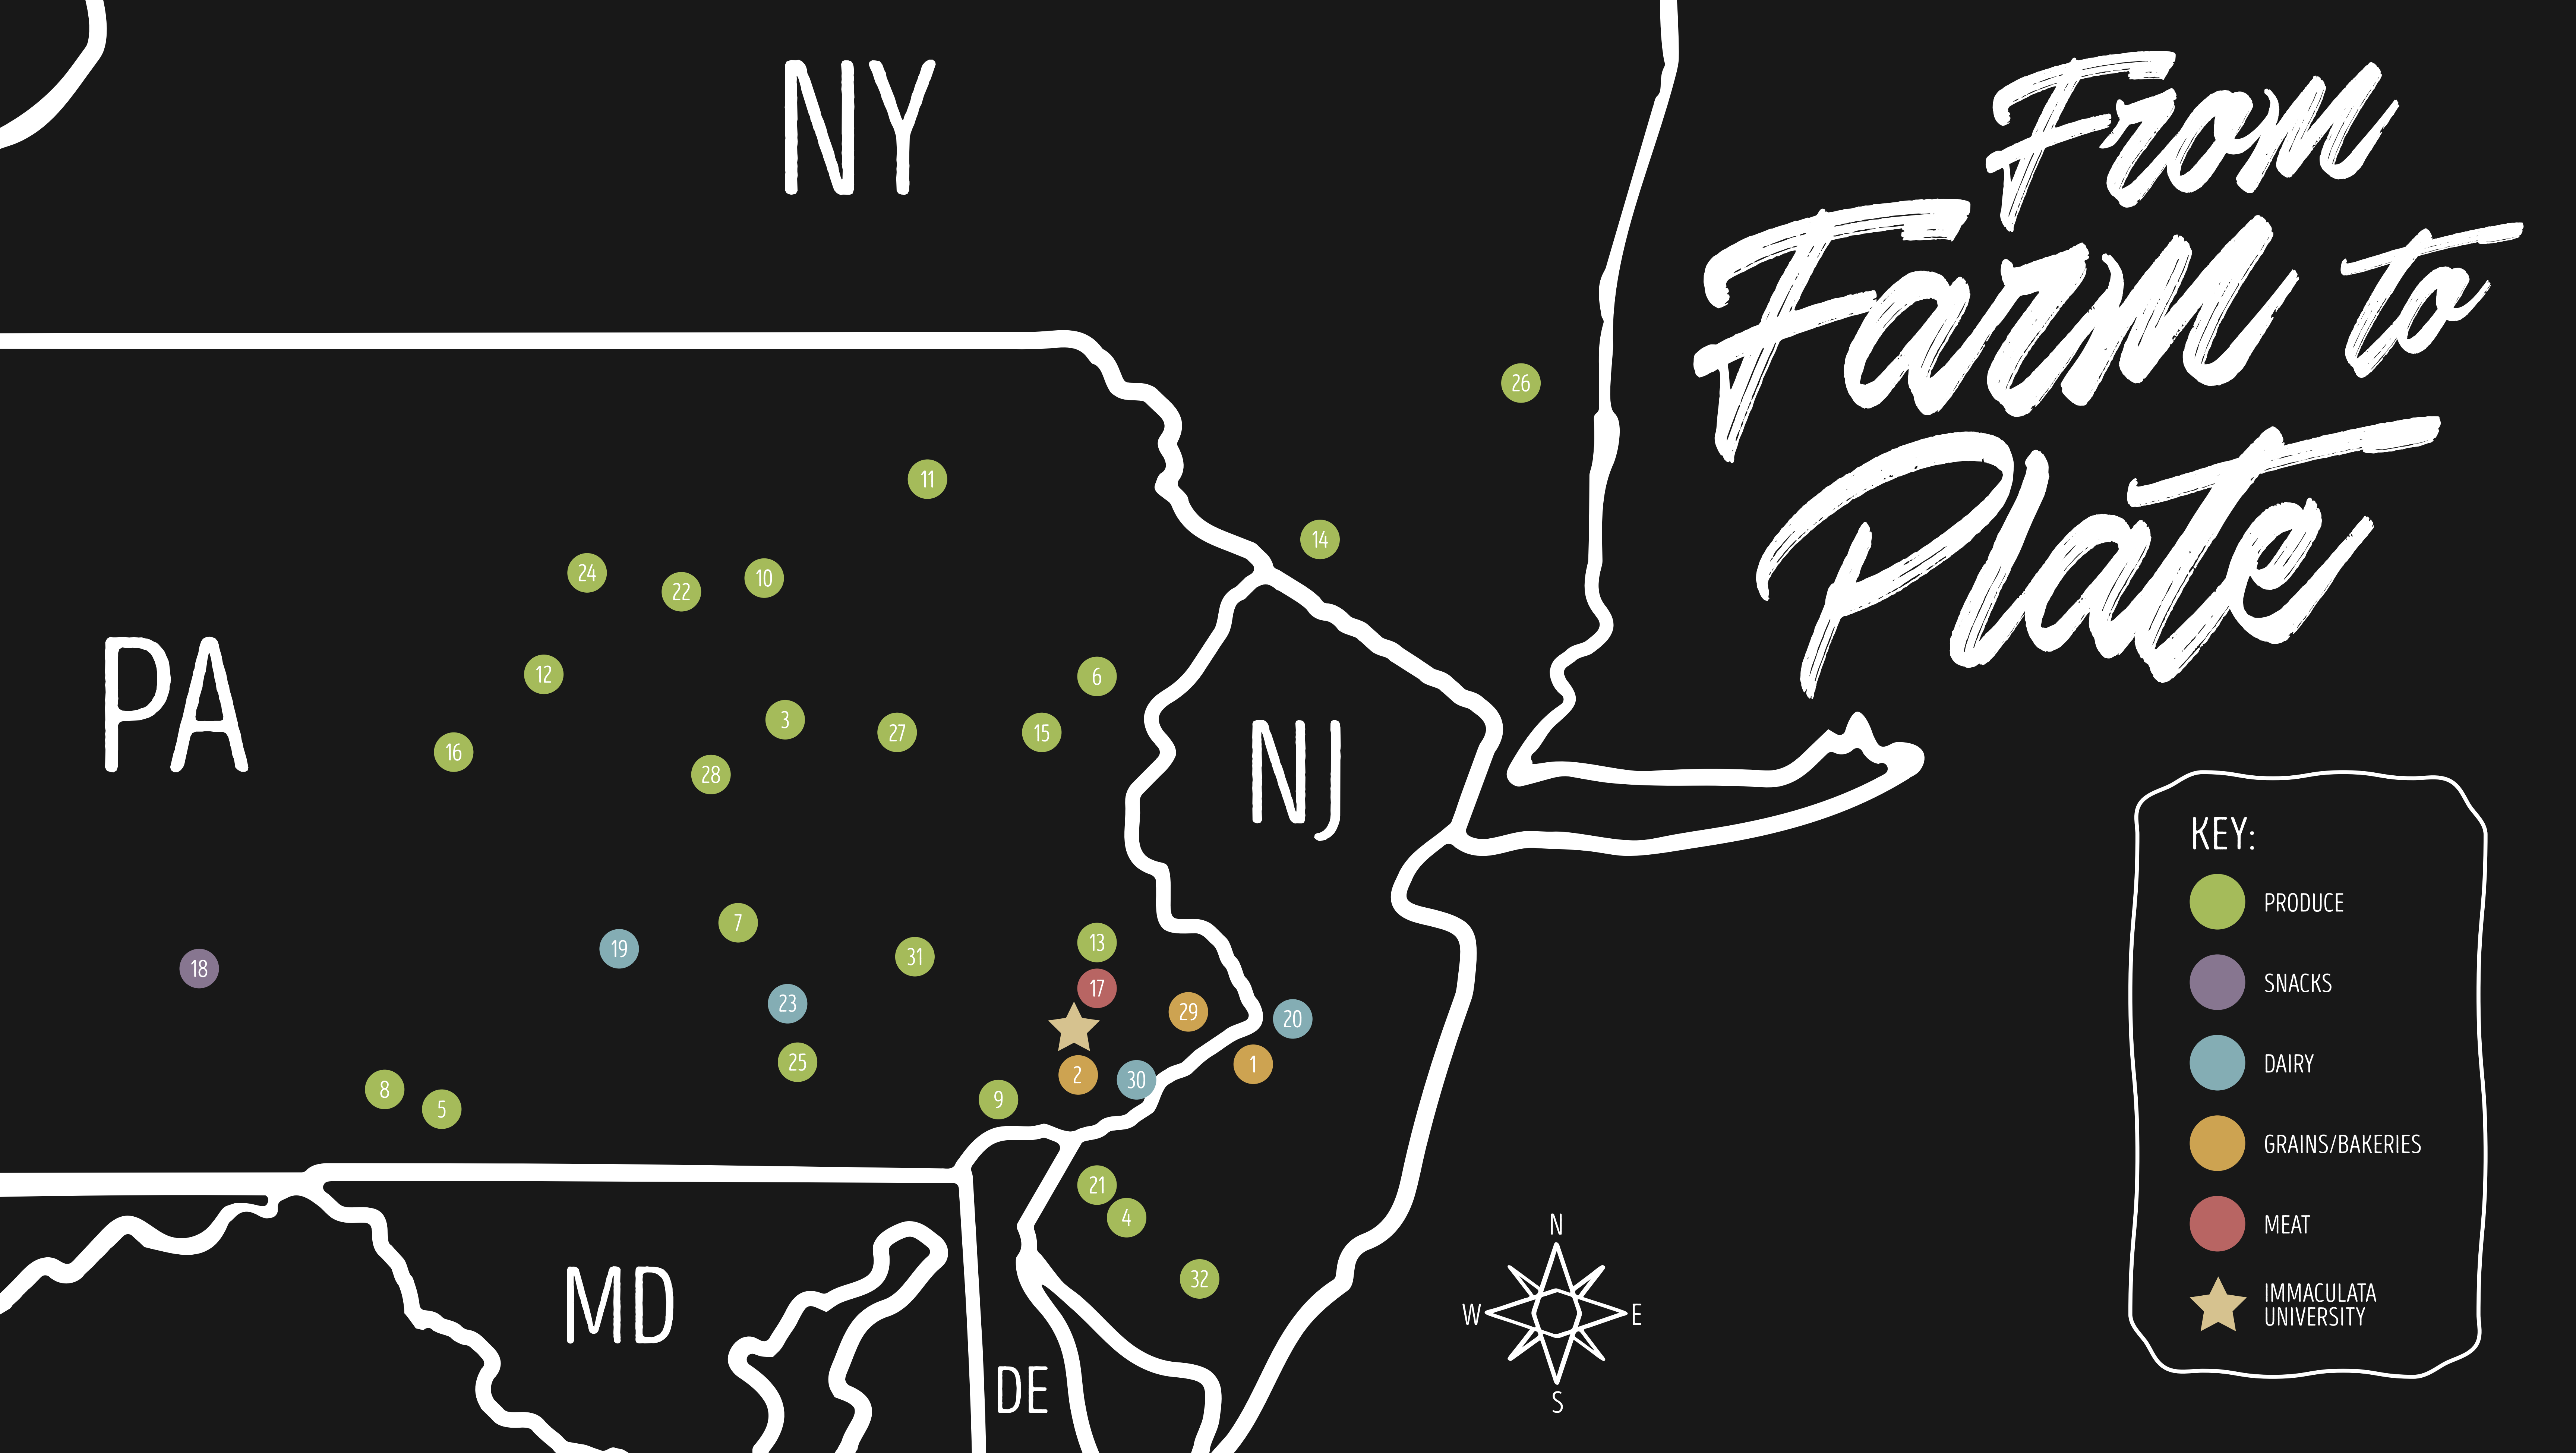 From
Farm to
Plate
NY
PA
NJ
MD
DE
26
11
14
24
22
10
12
6
3
27
15
16
28
7
13
19
31
18
17
23
29
20
25
1
2
30
8
9
5
21
4
32
N
W
E
S
KEY:
PRODUCE
SNACKS
DAIRY
GRAINS/BAKERIES
MEAT
IMMACULATA
UNIVERSITY